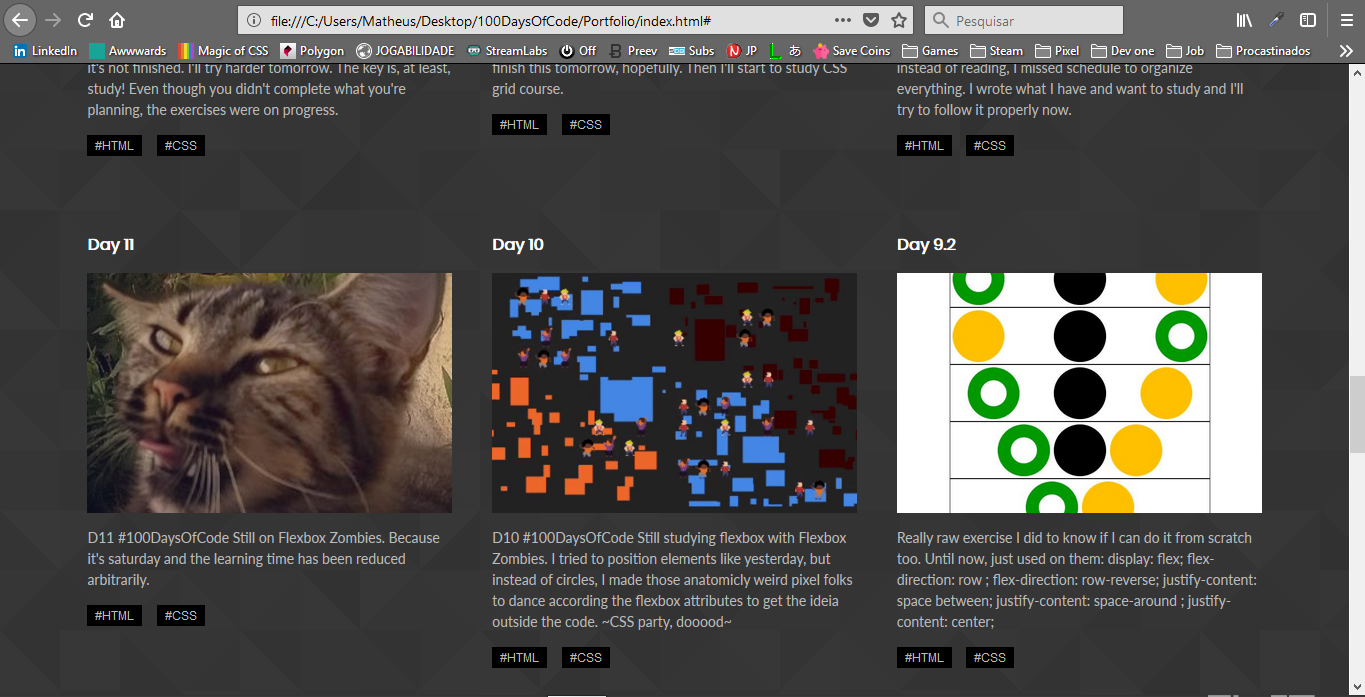 file:///C:/Users/Matheus/Desktop/100DaysOfCode/Portfolio/index.html#
Pesquisar
LinkedIn Awwwards Magic of CSS Polygon JOGABILIDADE StreamLabs Off Preev Subs JP あ Save Coins Games Steam Pixel Dev one Job Procastinados
it's not finished. I'll try harder tomorrow. The key is, at least,
study! Even though you didn't complete what you're
planning, the exercises were on progress.
#HTML #CSS
finish this tomorrow, hopefully. Then I'll start to study CSS
grid course.
#HTML #CSS
instead of reading, I missed schedule to organize
everything. I wrote what I have and want to study and I'll
try to follow it properly now.
#HTML #CSS
Day 11
D11 #100DaysOfCode Still on Flexbox Zombies. Because
it's saturday and the learning time has been reduced
arbitrarily.
#HTML #CSS
Day 10
D10 #100DaysOfCode Still studying flexbox with Flexbox
Zombies. I tried to position elements like yesterday, but
instead of circles, I made those anatomicly weird pixel folks
to dance according the flexbox attributes to get the ideia
outside the code. ~CSS party, dooood~
#HTML #CSS
Day 9.2
Really raw exercise I did to know if I can do it from scratch
too. Until now, just used on them: display: flex; flex-
direction: row ; flex-direction: row-reverse; justify-content:
space between; justify-content: space-around ; justify-
content: center;
#HTML #CSS